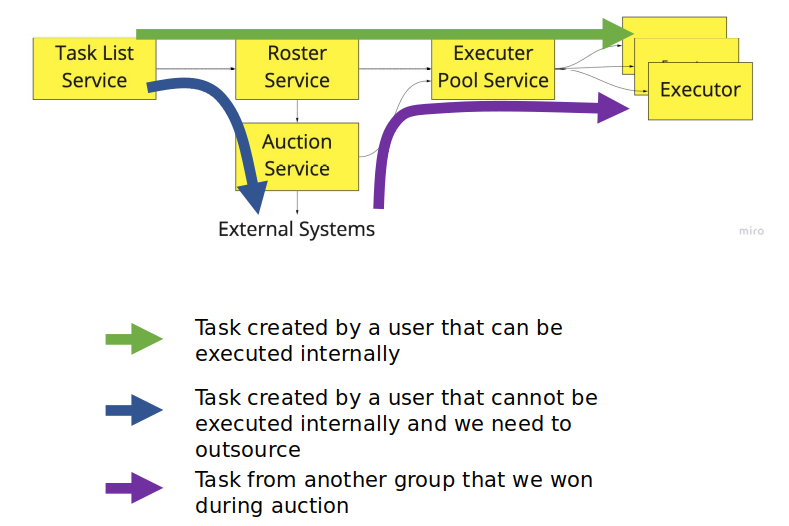 Task List
Service
Roster
Service
Executer
Pool Service
Executor
Auction
Service
External Systems
miro
Task created by a user that can be
executed internally
Task created by a user that cannot be
executed internally and we need to
outsource
Task from another group that we won
during auction